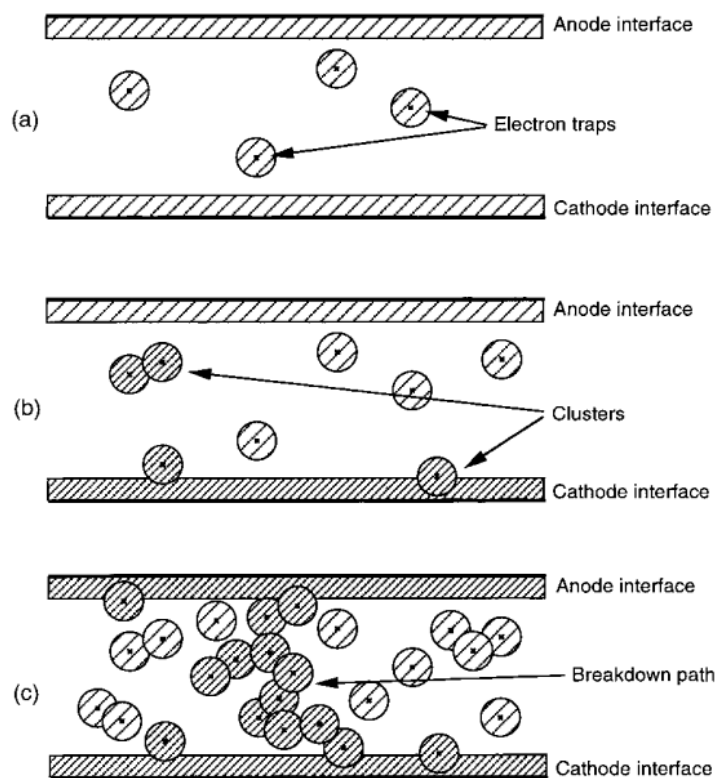 Anode interface
(a)
Electron traps
Cathode interface
Anode interface
(b)
Clusters
Cathode interface
Anode interface
Breakdown path
(c)
Cathode interface